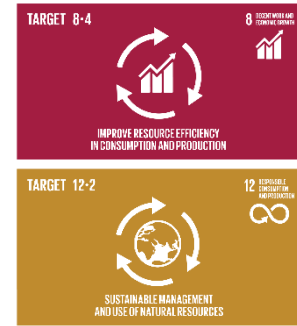 TARGET 8·4
8 DECENT WORK AND
ECONOMIC GROWTH
IMPROVE RESOURCE EFFICIENCY
IN CONSUMPTION AND PRODUCTION
TARGET 12·2
12 RESPONSIBLE
CONSUMPTION
AND PRODUCTION
SUSTAINABLE MANAGEMENT
AND USE OF NATURAL RESOURCES